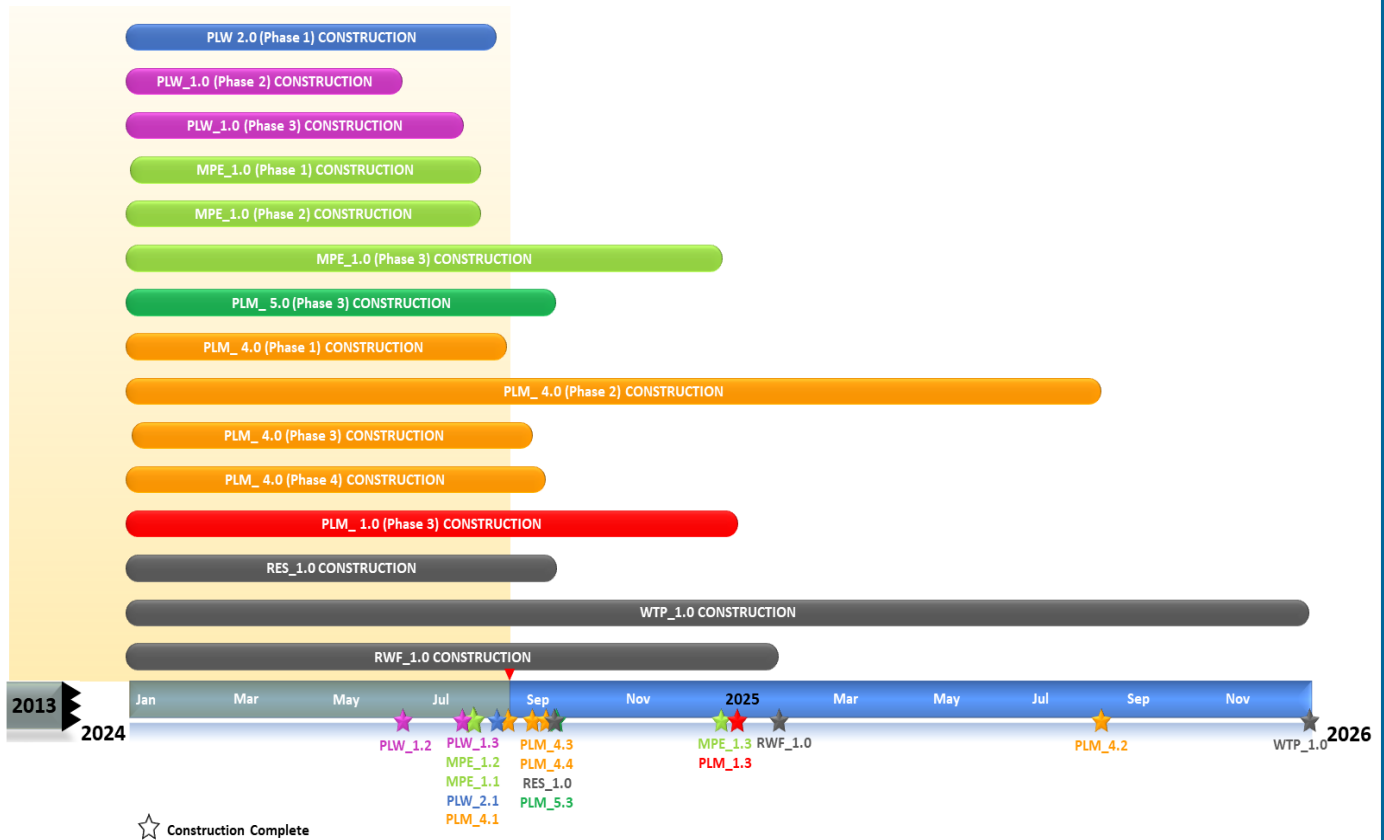 PLW 2.0 (Phase 1) CONSTRUCTION
PLW_1.0 (Phase 2) CONSTRUCTION
PLW_1.0 (Phase 3) CONSTRUCTION
MPE_1.0 (Phase 1) CONSTRUCTION
MPE_1.0 (Phase 2) CONSTRUCTION
MPE_1.0 (Phase 3) CONSTRUCTION
PLM_ 5.0 (Phase 3) CONSTRUCTION
PLM_ 4.0 (Phase 1) CONSTRUCTION
PLM_ 4.0 (Phase 2) CONSTRUCTION
PLM_ 4.0 (Phase 3) CONSTRUCTION
PLM_ 4.0 (Phase 4) CONSTRUCTION
PLM_ 1.0 (Phase 3) CONSTRUCTION
RES_1.0 CONSTRUCTION
WTP_1.0 CONSTRUCTION
RWF_1.0 CONSTRUCTION
2013 Jan Mar May Jul Sep Nov 2025 Mar May Jul Sep Nov
2024 2026
PLW_1.2 PLW_1.3 PLM_4.3 MPE_1.3 RWF_1.0 PLM_4.2 WTP_1.0
MPE_1.2 PLM_4.4 PLM_1.3
MPE_1.1 RES_1.0
PLW_2.1 PLM_5.3
PLM_4.1
Construction Complete